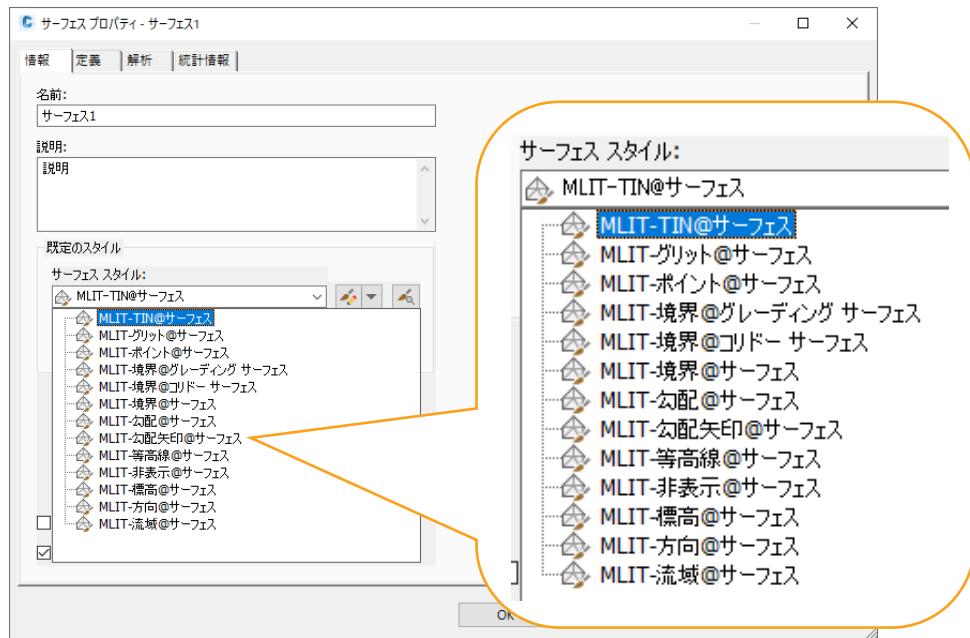 サーフェス プロパティ - サーフェス1
情報 定義 解析 統計情報
名前:
サーフェス1
説明:
説明
既定のスタイル
サーフェス スタイル:
MLIT-TIN@サーフェス
MLIT-TIN@サーフェス
MLIT-グリット@サーフェス
MLIT-ポイント@サーフェス
MLIT-境界@グレーディング サーフェス
MLIT-境界@コリドー サーフェス
MLIT-境界@サーフェス
MLIT-勾配@サーフェス
MLIT-勾配矢印@サーフェス
MLIT-等高線@サーフェス
MLIT-非表示@サーフェス
MLIT-標高@サーフェス
MLIT-方向@サーフェス
MLIT-流域@サーフェス
OK
サーフェス スタイル:
MLIT-TIN@サーフェス
MLIT-TIN@サーフェス
MLIT-グリット@サーフェス
MLIT-ポイント@サーフェス
MLIT-境界@グレーディング サーフェス
MLIT-境界@コリドー サーフェス
MLIT-境界@サーフェス
MLIT-勾配@サーフェス
MLIT-勾配矢印@サーフェス
MLIT-等高線@サーフェス
MLIT-非表示@サーフェス
MLIT-標高@サーフェス
MLIT-方向@サーフェス
MLIT-流域@サーフェス